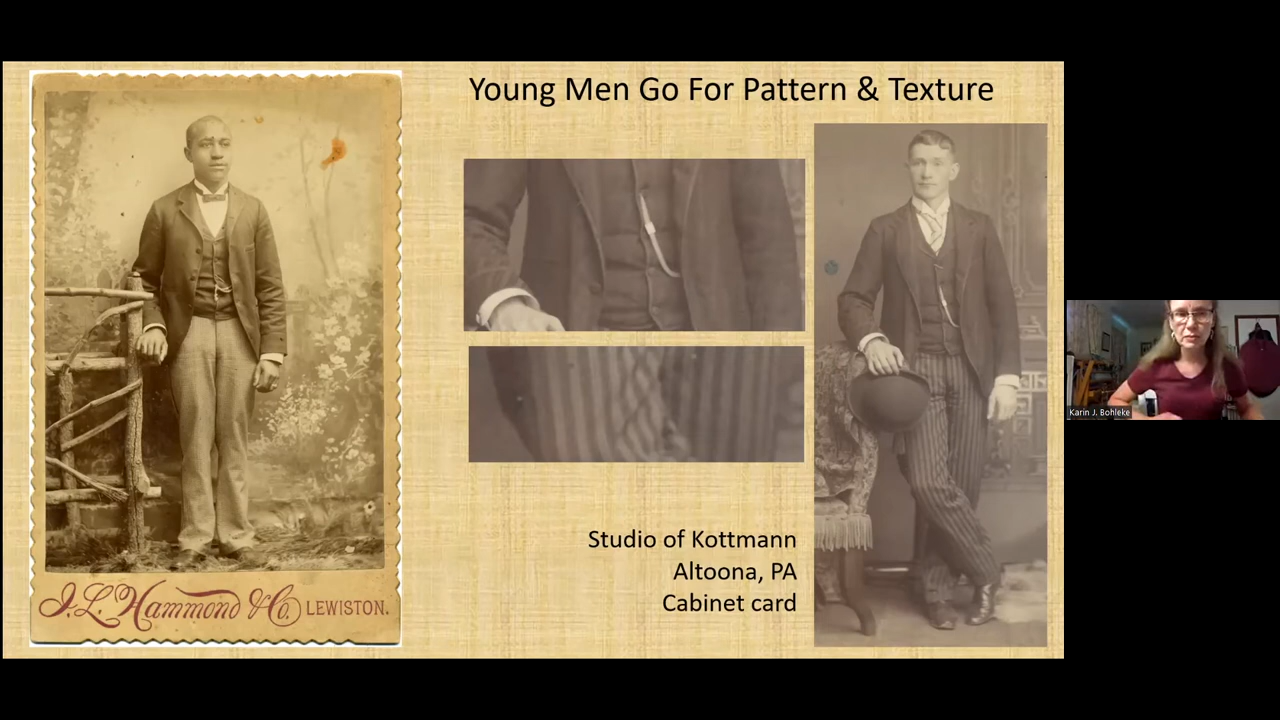 Young Men Go For Pattern & Texture
Studio of Kottmann
Altoona, PA
Cabinet card
J.L. Hammond & Co. LEWISTON.
Karin J. Bohleke